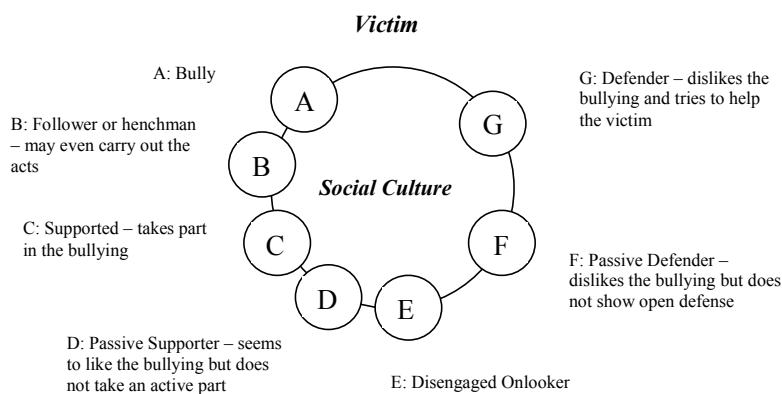 Victim
A: Bully
A
G: Defender – dislikes the
bullying and tries to help
the victim
G
B: Follower or henchman
– may even carry out the
acts
B
Social Culture
C: Supported – takes part
in the bullying
C
F
F: Passive Defender –
dislikes the bullying but does
not show open defense
D
E
D: Passive Supporter – seems
to like the bullying but does
not take an active part
E: Disengaged Onlooker